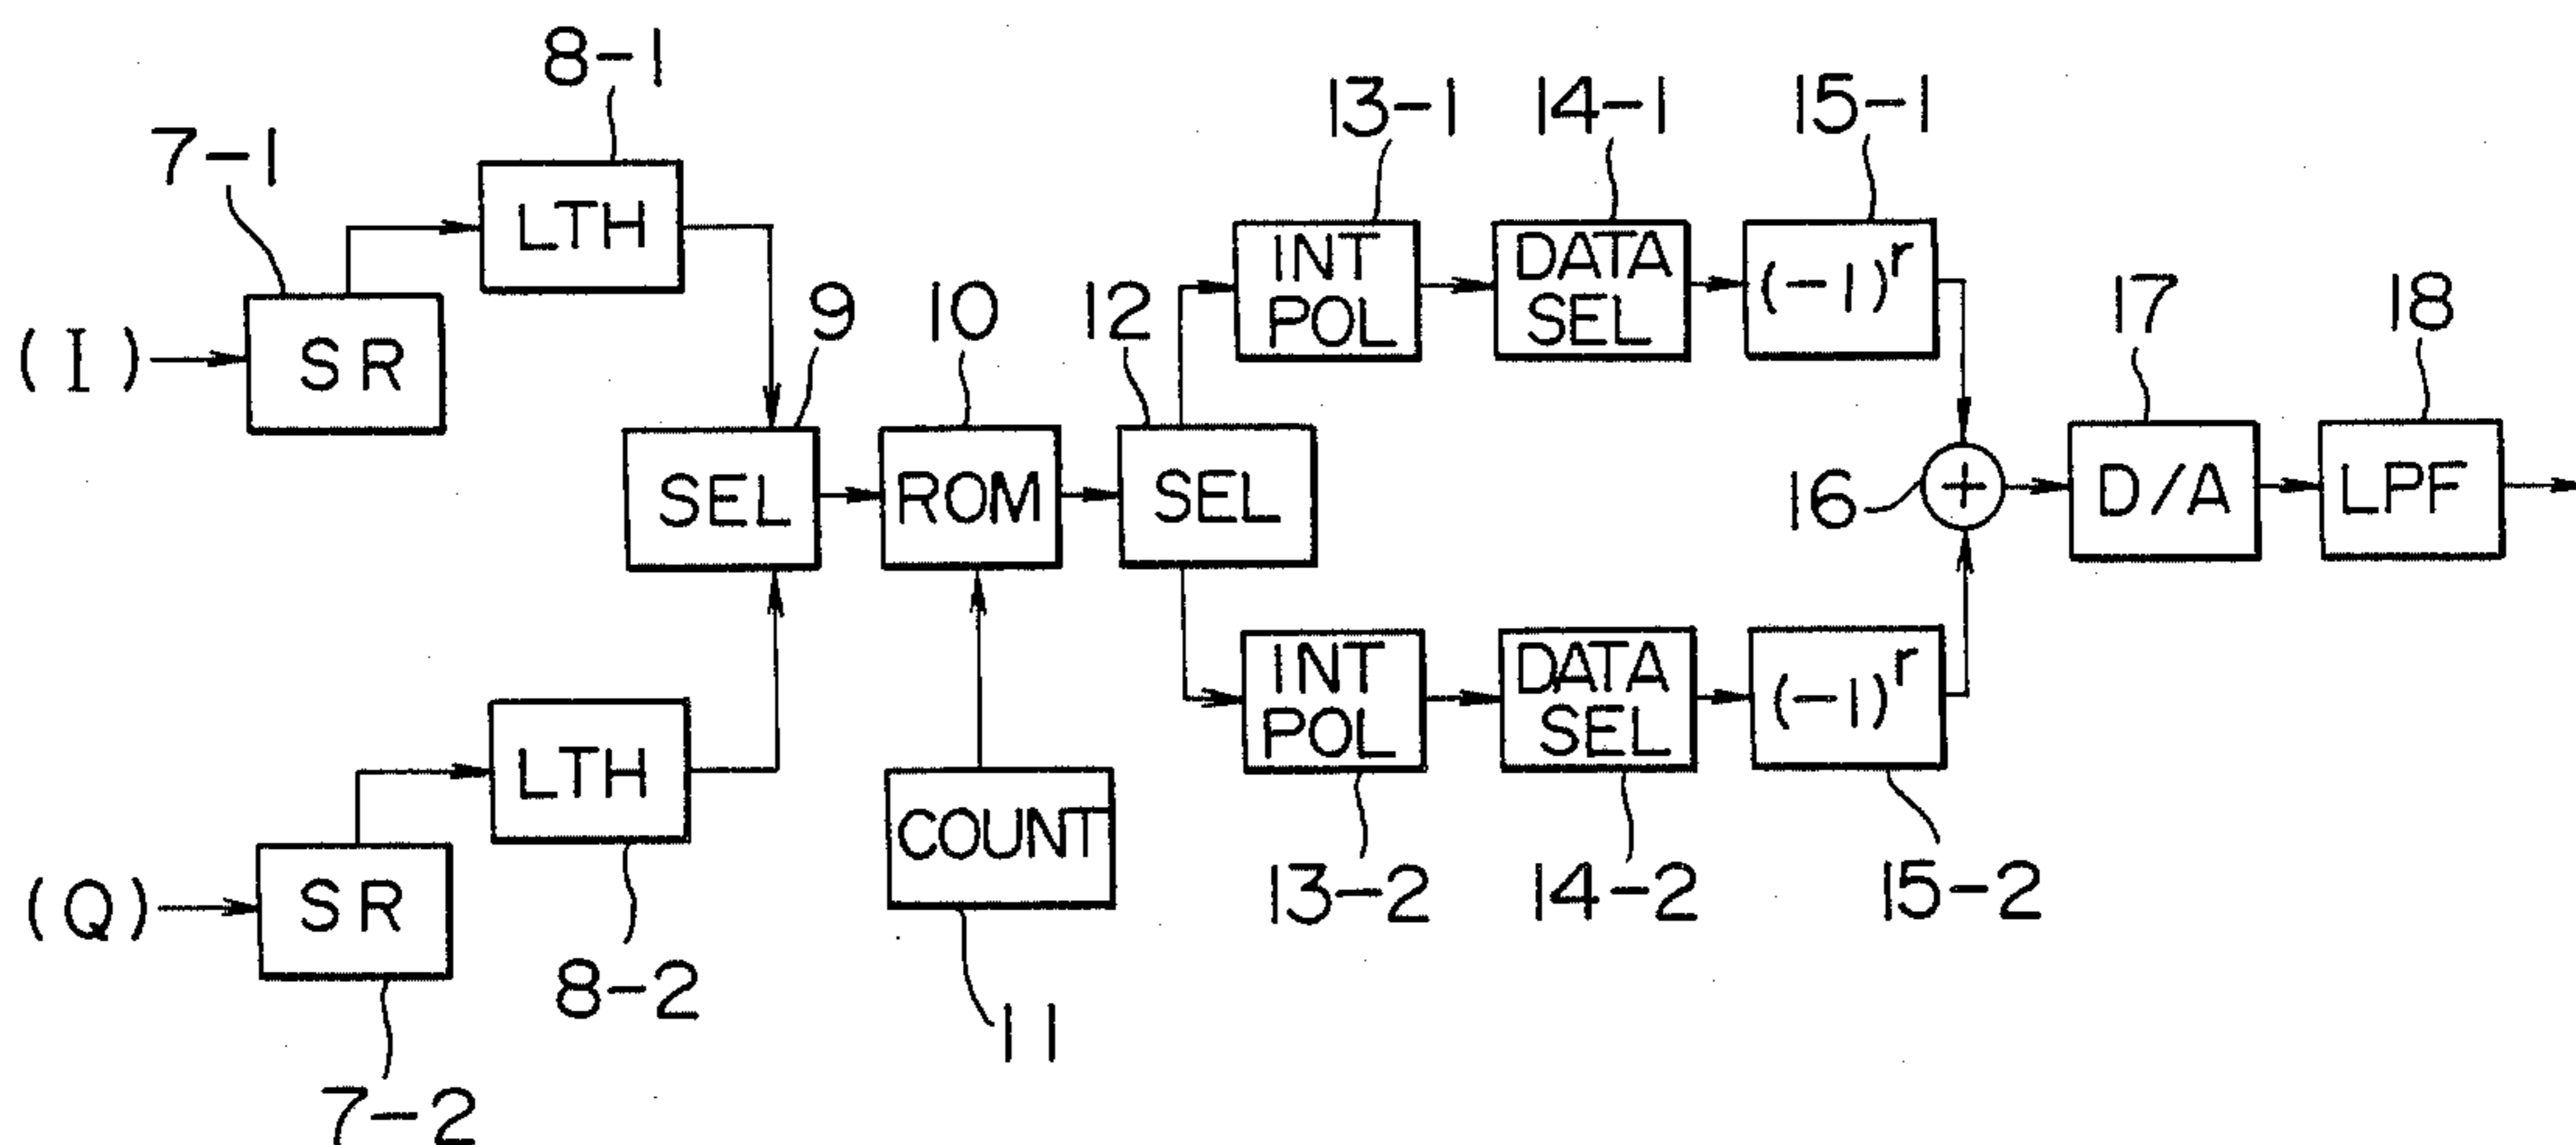 8-1
13-1
14-1
15-1
7-1
LTH
INT
POL
DATA
SEL
(-1)^r
(I)
SR
9
10
12
17
18
SEL
ROM
SEL
16
+
D/A
LPF
LTH
COUNT
INT
POL
DATA
SEL
(-1)^r
(Q)
SR
8-2
11
13-2
14-2
15-2
7-2